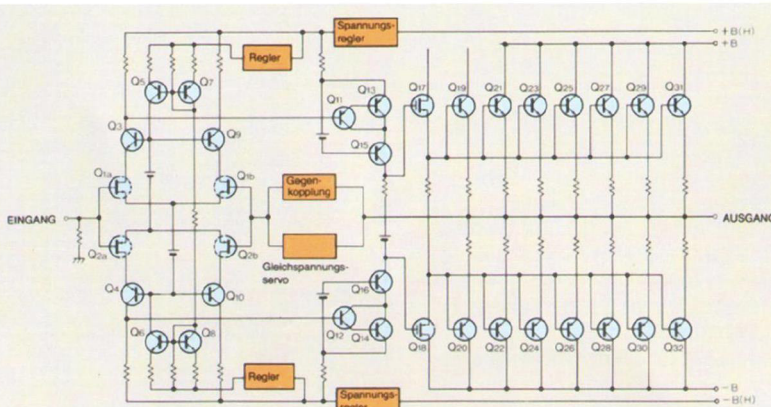 Spannungs-
regler
+B(H)
+B
Regler
Q5
Q7
Q11
Q13
Q17
Q19
Q21
Q23
Q25
Q27
Q29
Q31
Q3
Q9
Q15
Q1a
Q1b
Gegen-
kopplung
EINGANG
AUSGANG
Q2a
Q2b
Gleichspannungs-
servo
Q4
Q10
Q16
Q6
Q8
Q12
Q14
Q18
Q20
Q22
Q24
Q26
Q28
Q30
Q32
Regler
Spannungs-
regler
-B
-B(H)